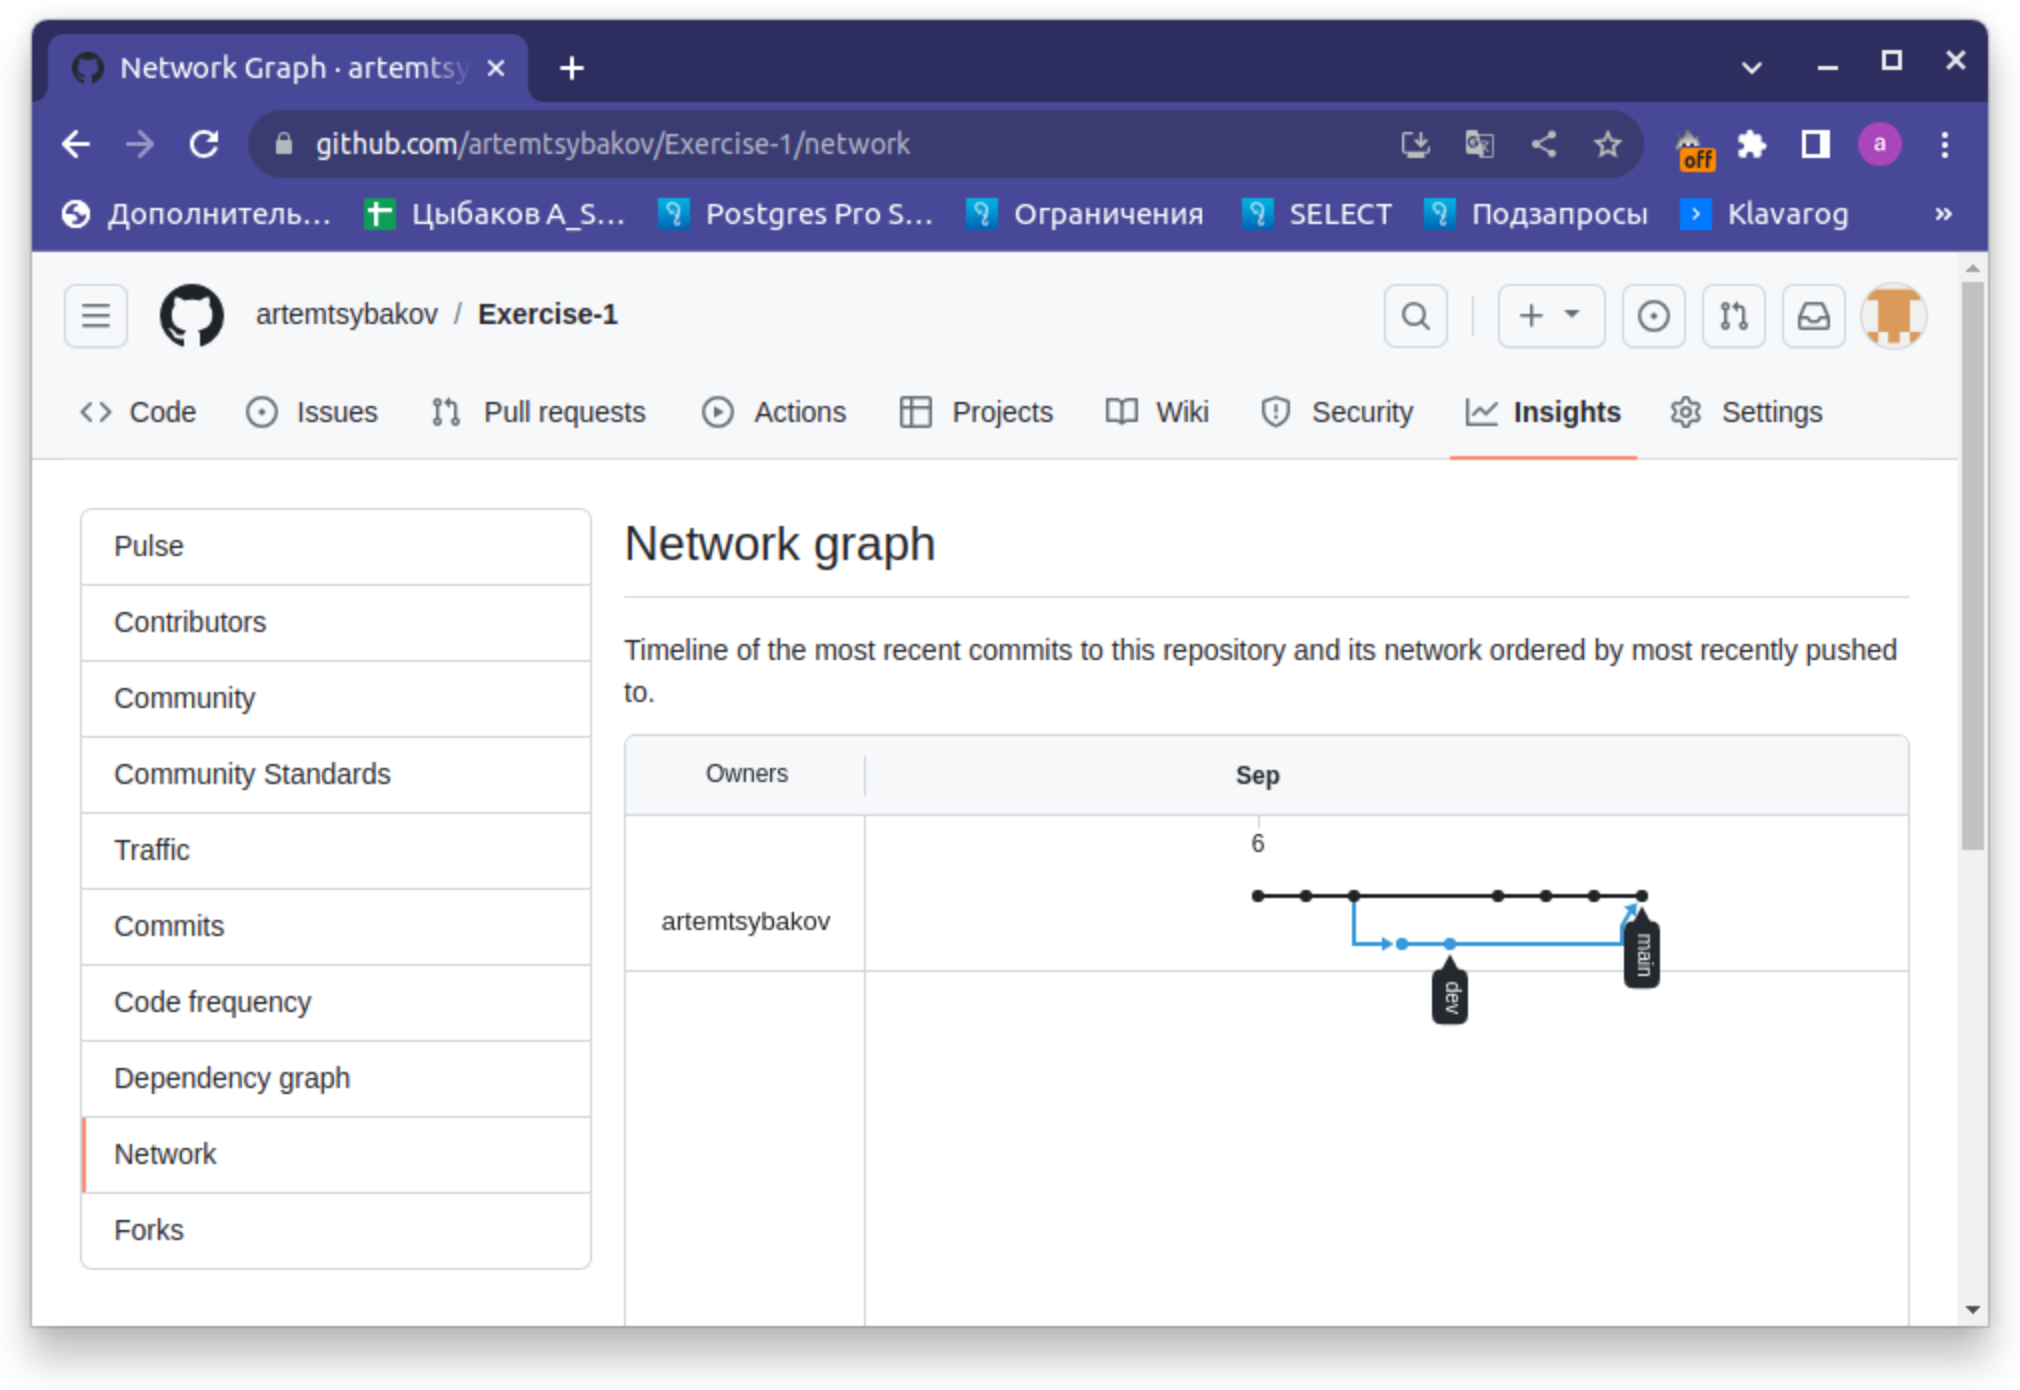 Network Graph · artemtsy
github.com/artemtsybakov/Exercise-1/network
off
a
Дополнитель...
Цыбаков А_S...
Postgres Pro S...
Ограничения
SELECT
Подзапросы
Klavarog
»
artemtsybakov / Exercise-1
Code
Issues
Pull requests
Actions
Projects
Wiki
Security
Insights
Settings
Pulse
Contributors
Community
Community Standards
Traffic
Commits
Code frequency
Dependency graph
Network
Forks
Network graph
Timeline of the most recent commits to this repository and its network ordered by most recently pushed
to.
Owners
Sep
6
artemtsybakov
main
dev